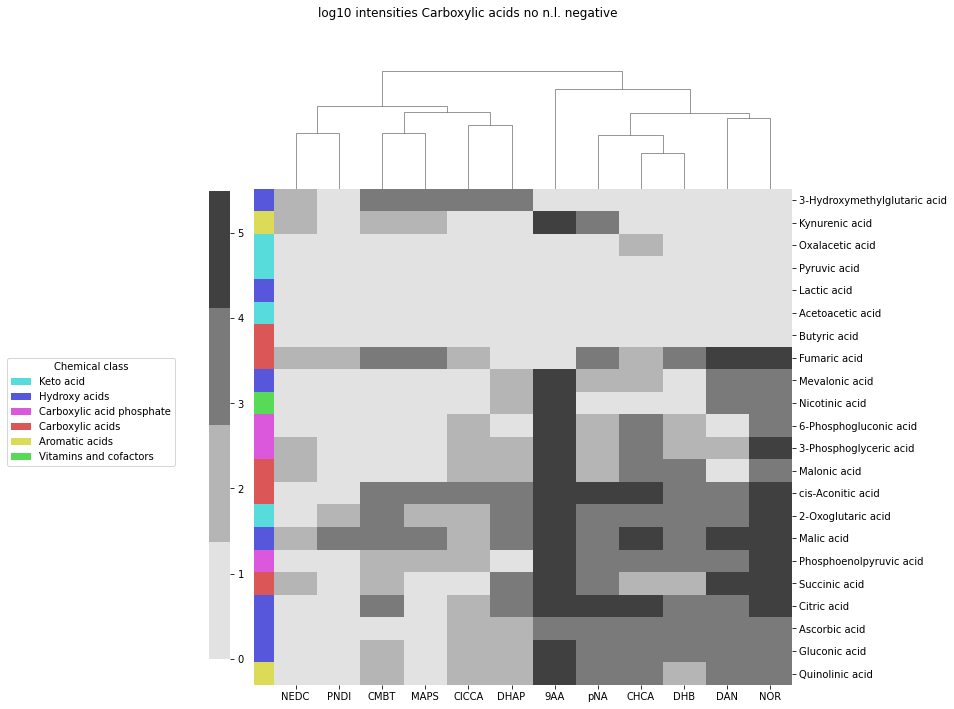 log10 intensities Carboxylic acids no n.l. negative
5
4
3
2
1
0
Chemical class
Keto acid
Hydroxy acids
Carboxylic acid phosphate
Carboxylic acids
Aromatic acids
Vitamins and cofactors
3-Hydroxymethylglutaric acid
Kynurenic acid
Oxalacetic acid
Pyruvic acid
Lactic acid
Acetoacetic acid
Butyric acid
Fumaric acid
Mevalonic acid
Nicotinic acid
6-Phosphogluconic acid
3-Phosphoglyceric acid
Malonic acid
cis-Aconitic acid
2-Oxoglutaric acid
Malic acid
Phosphoenolpyruvic acid
Succinic acid
Citric acid
Ascorbic acid
Gluconic acid
Quinolinic acid
NEDC PNDI CMBT MAPS ClCCA DHAP 9AA pNA CHCA DHB DAN NOR